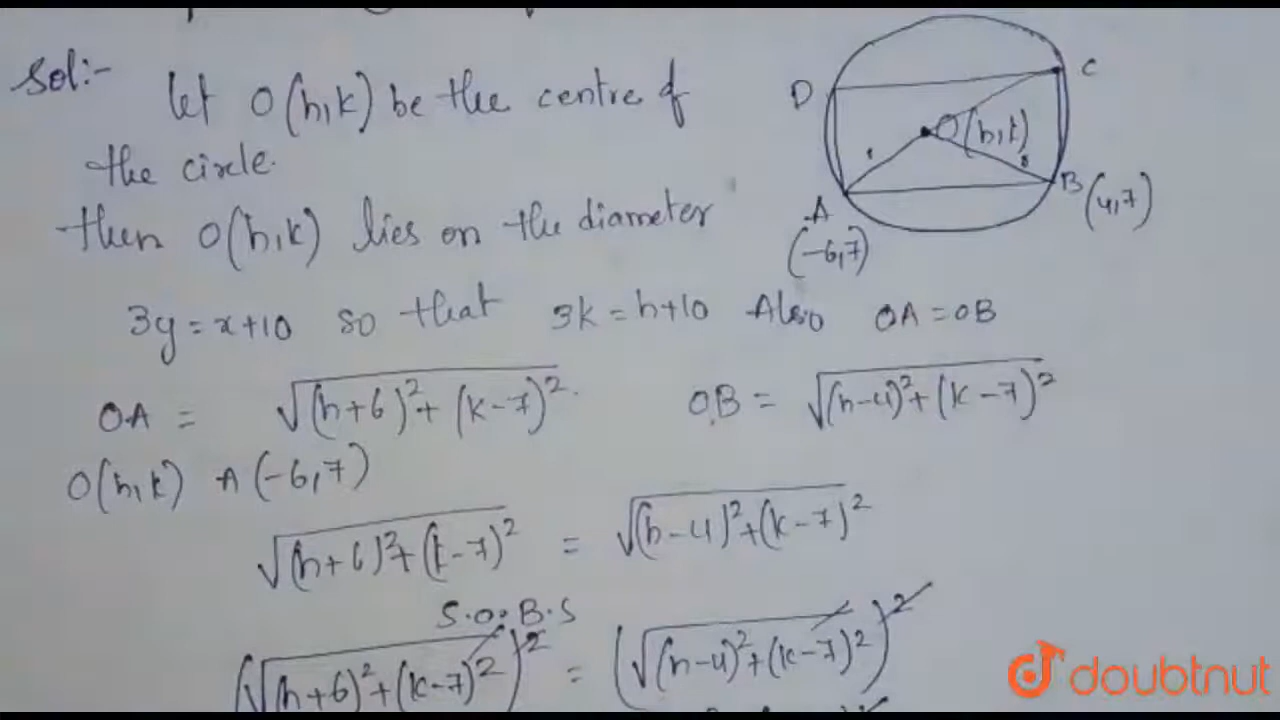 Sol:-
let O(h,k) be the centre of
the circle.
then O(h,k) lies on the diameter
3y = x+10 so that 3k = h+10 Also OA = OB
OA = √(h+6)²+(k-7)² OB = √(h-4)²+(k-7)²
O(h,k) A(-6,7)
√(h+6)²+(k-7)² = √(h-4)²+(k-7)²
S.O.B.S
(√(h+6)²+(k-7)²)² = (√(h-4)²+(k-7)²)²
D
C
O(h,k)
A
(-6,7)
B(4,7)
doubtnut